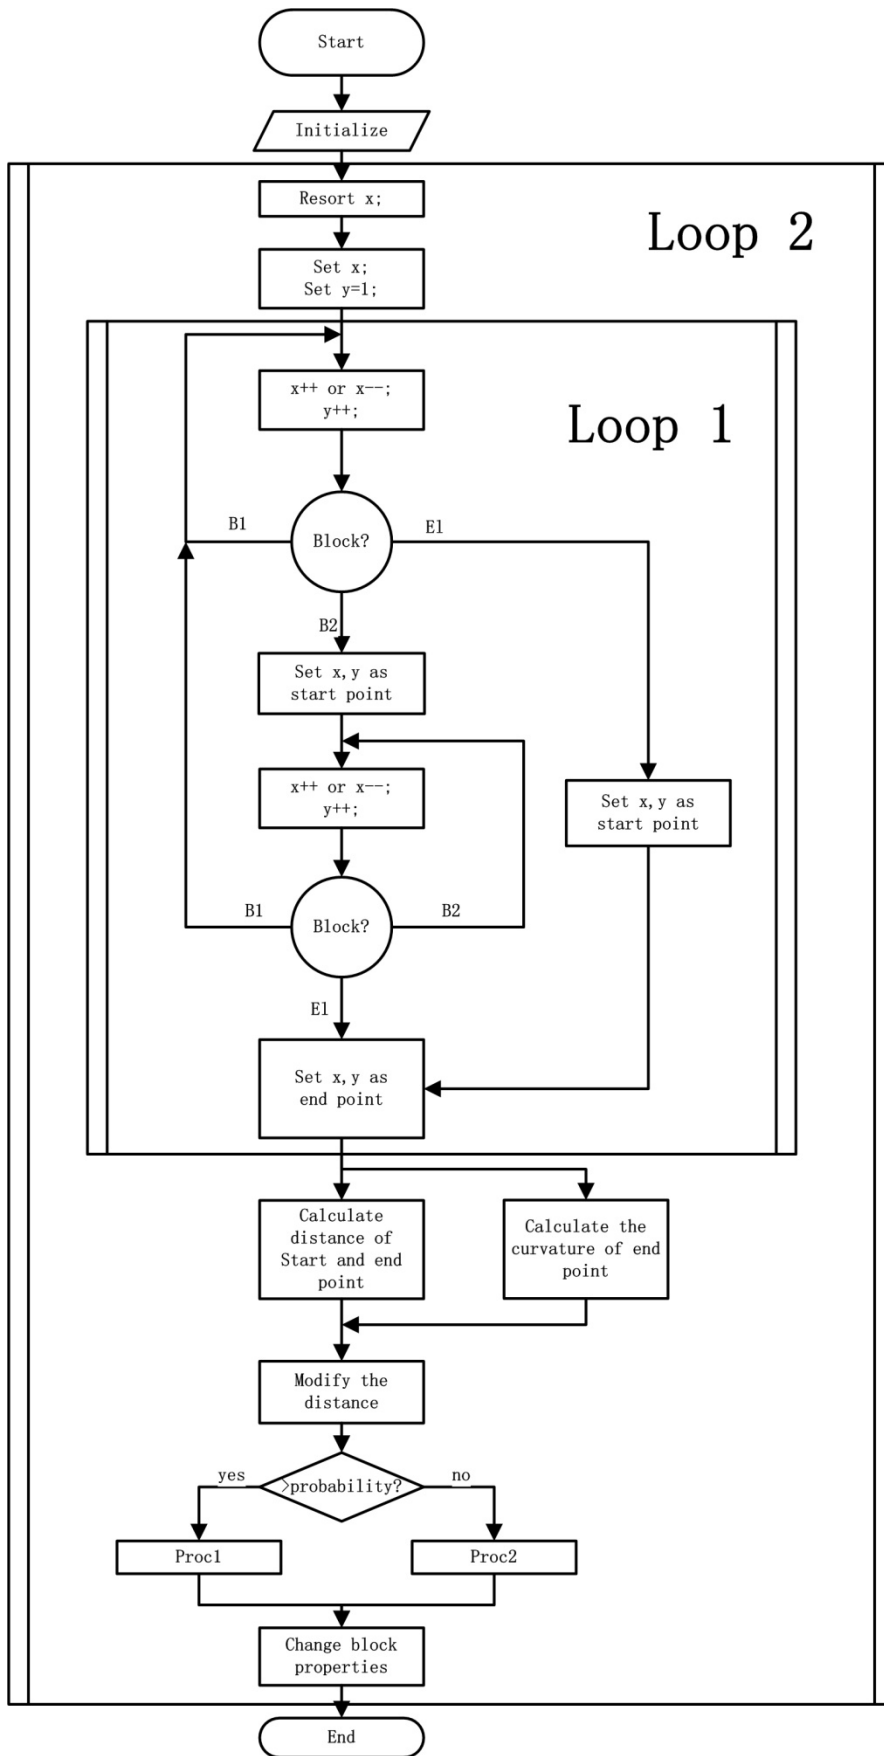 Start
Initialize
Resort x;
Loop 2
Set x;
Set y=1;
x++ or x--;
y++;
Loop 1
B1
Block?
E1
B2
Set x,y as
start point
x++ or x--;
y++;
Set x,y as
start point
B1
Block?
B2
E1
Set x,y as
end point
Calculate
distance of
Start and end
point
Calculate the
curvature of end
point
Modify the
distance
yes
>probability?
no
Proc1
Proc2
Change block
properties
End